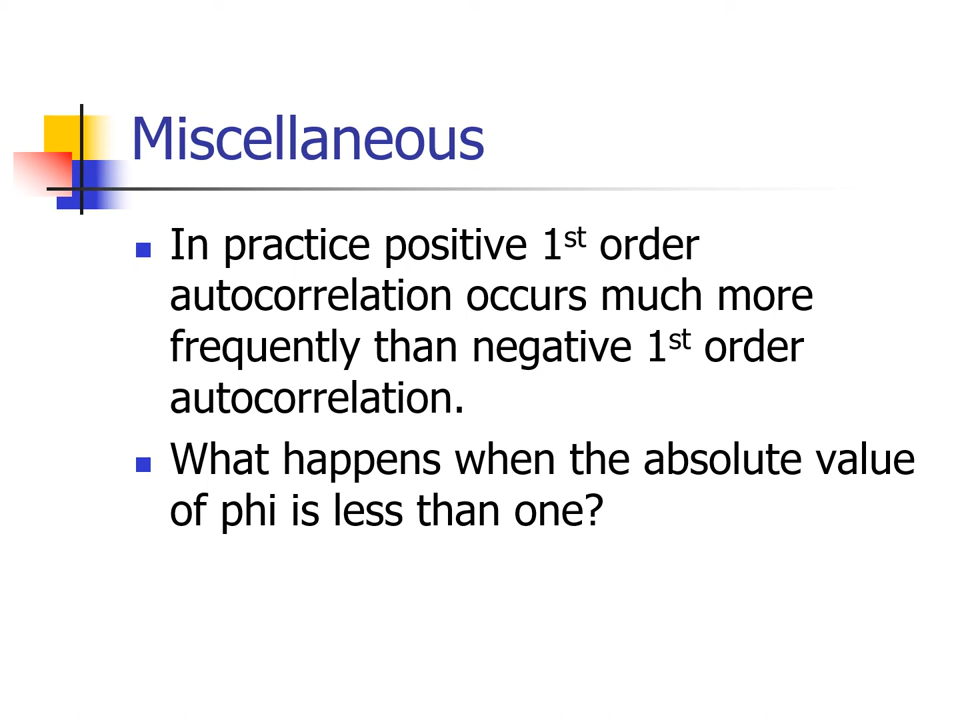 Miscellaneous
In practice positive 1st order
autocorrelation occurs much more
frequently than negative 1st order
autocorrelation.
What happens when the absolute value
of phi is less than one?